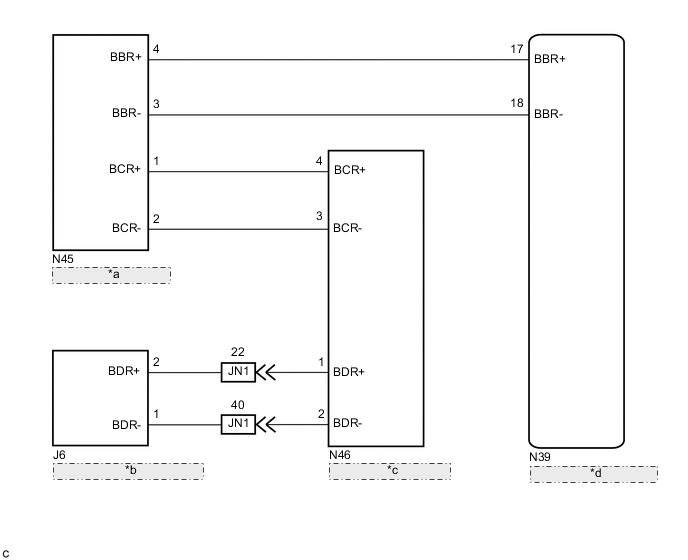 BBR+ 4 17 BBR+
BBR- 3 18 BBR-
BCR+ 1 4 BCR+
BCR- 2 3 BCR-
N45
*a
22
BDR+ 2 JN1 1 BDR+
40
BDR- 1 JN1 2 BDR-
J6 N46 N39
*b *c *d
c